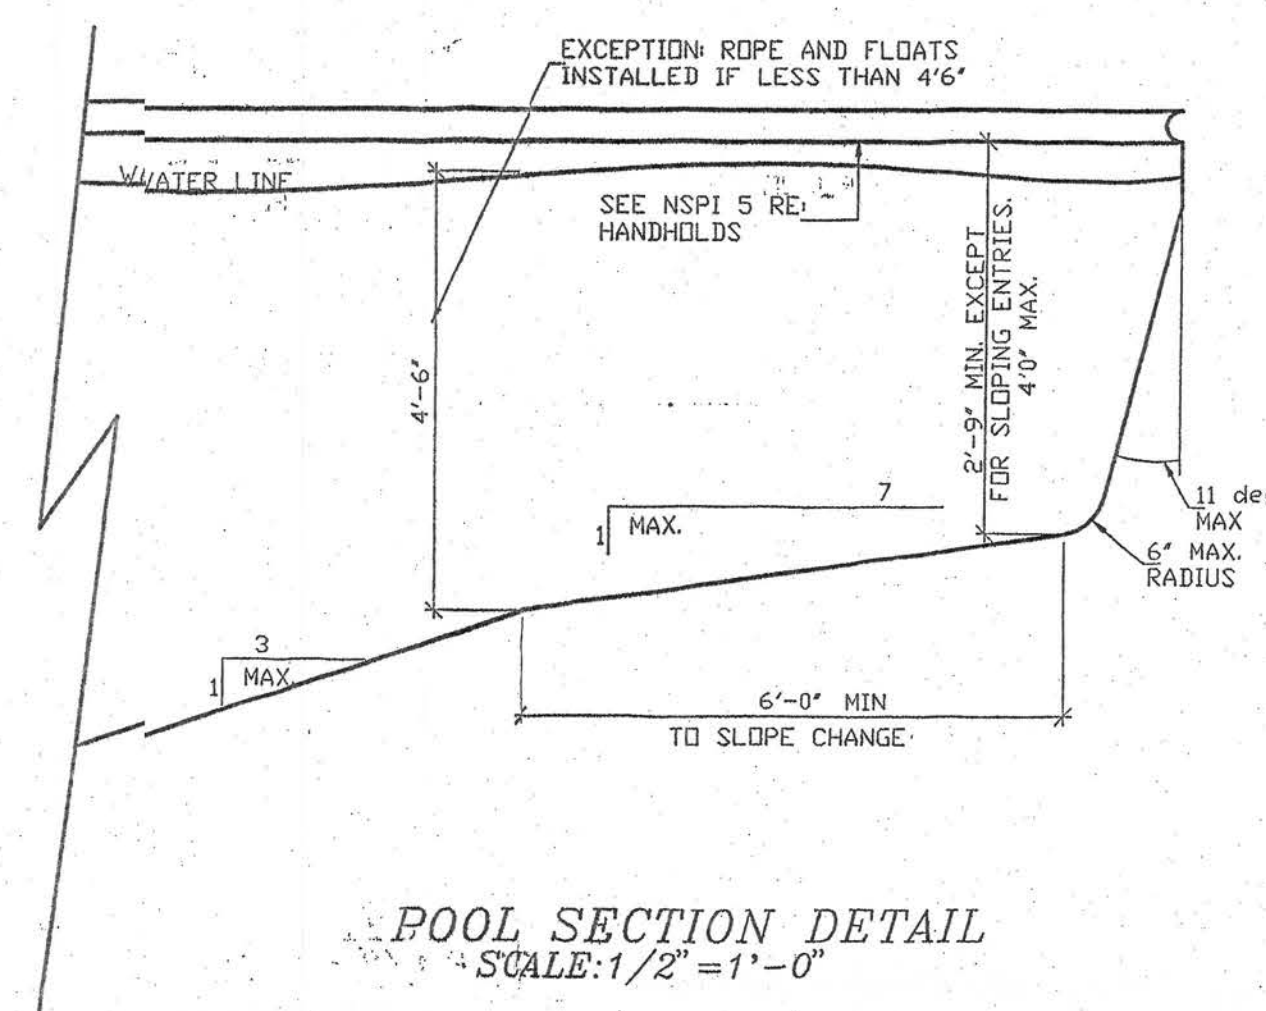 EXCEPTION: ROPE AND FLOATS
INSTALLED IF LESS THAN 4'6"
WATER LINE
SEE NSPI 5 RE:
HANDHOLDS
2'-9" MIN. EXCEPT
FOR SLOPING ENTRIES.
4'0" MAX.
4'-6"
7
1
MAX.
11 de
MAX
6" MAX.
RADIUS
3
1
MAX.
6'-0" MIN
TO SLOPE CHANGE
POOL SECTION DETAIL
SCALE:1/2"=1'-0"